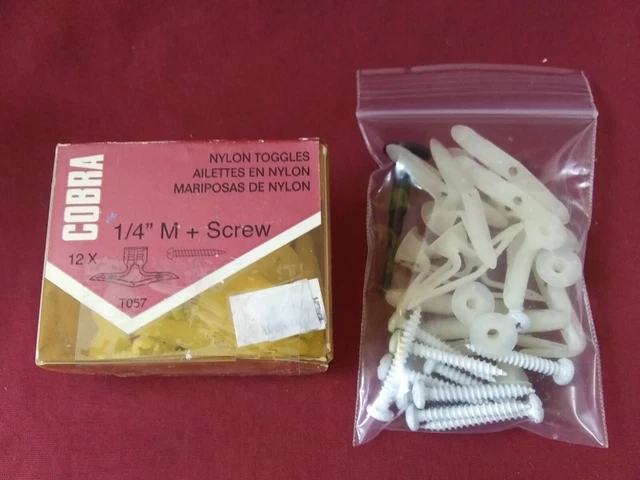 COBRA
NYLON TOGGLES
AILETTES EN NYLON
MARIPOSAS DE NYLON
1/4" M + Screw
12 X
T057